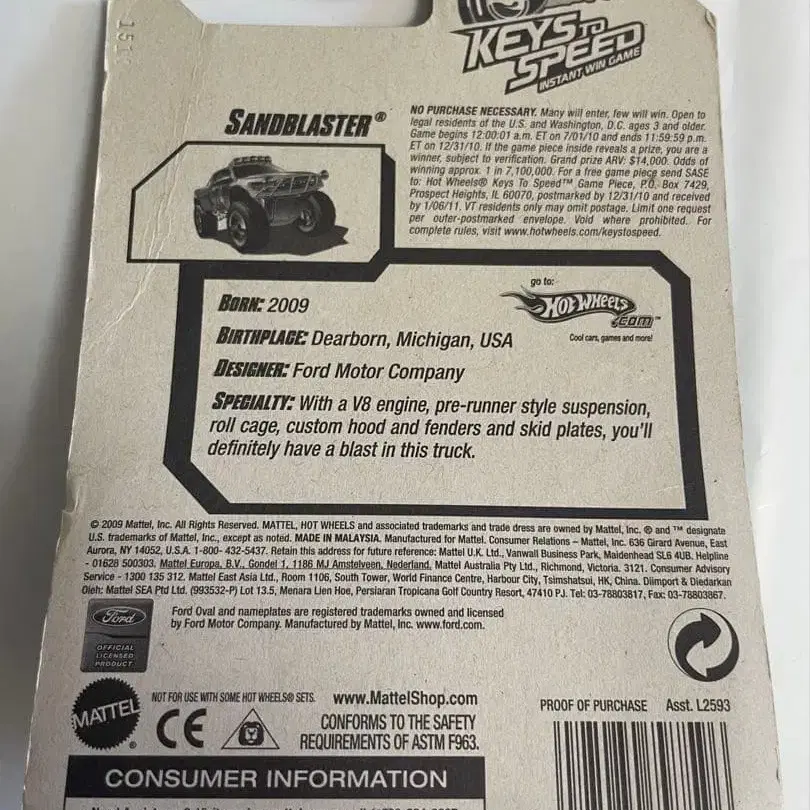 KEYS TO
SPEED
INSTANT WIN GAME
SANDBLASTER®
NO PURCHASE NECESSARY. Many will enter, few will win. Open to
legal residents of the U.S. and Washington, D.C. ages 3 and older.
Game begins 12:00:01 a.m. ET on 7/01/10 and ends 11:59:59 p.m.
ET on 12/31/10. If the game piece inside reveals a prize, you are a
winner, subject to verification. Grand prize ARV: $14,000. Odds of
winning approx. 1 in 7,100,000. For a free game piece send SASE
to: Hot Wheels® Keys To Speed™ Game Piece, P.O. Box 7429,
Prospect Heights, IL 60070, postmarked by 12/31/10 and received
by 1/06/11. VT residents only may omit postage. Limit one request
per outer-postmarked envelope. Void where prohibited. For
complete rules, visit www.hotwheels.com/keystospeed.
go to:
HOT WHEELS
.COM™
Cool cars, games and more!
BORN: 2009
BIRTHPLACE: Dearborn, Michigan, USA
DESIGNER: Ford Motor Company
SPECIALTY: With a V8 engine, pre-runner style suspension,
roll cage, custom hood and fenders and skid plates, you'll
definitely have a blast in this truck.
© 2009 Mattel, Inc. All Rights Reserved. MATTEL, HOT WHEELS and associated trademarks and trade dress are owned by Mattel, Inc. ® and ™ designate
U.S. trademarks of Mattel, Inc., except as noted. MADE IN MALAYSIA. Manufactured for Mattel. Consumer Relations – Mattel, Inc. 636 Girard Avenue, East
Aurora, NY 14052, U.S.A. 1-800- 432-5437. Retain this address for future reference: Mattel U.K. Ltd., Vanwall Business Park, Maidenhead SL6 4UB. Helpline
- 01628 500303. Mattel Europa, B.V., Gondel 1, 1186 MJ Amstelveen, Nederland. Mattel Australia Pty Ltd., Richmond, Victoria. 3121. Consumer Advisory
Service - 1300 135 312. Mattel East Asia Ltd., Room 1106, South Tower, World Finance Centre, Harbour City, Tsimshatsui, HK, China. Diimport & Diedarkan
Oleh: Mattel SEA Ptd Ltd. (993532-P) Lot 13.5, Menara Lien Hoe, Persiaran Tropicana Golf Country Resort, 47410 PJ. Tel: 03-78803817, Fax: 03-78803867.
Ford
OFFICIAL
LICENSED
PRODUCT
Ford Oval and nameplates are registered trademarks owned and licensed
by Ford Motor Company. Manufactured by Mattel, Inc. www.ford.com.
MATTEL®
NOT FOR USE WITH SOME HOT WHEELS® SETS.
www.MattelShop.com
CE
CONFORMS TO THE SAFETY
REQUIREMENTS OF ASTM F963.
PROOF OF PURCHASE Asst. L2593
CONSUMER INFORMATION